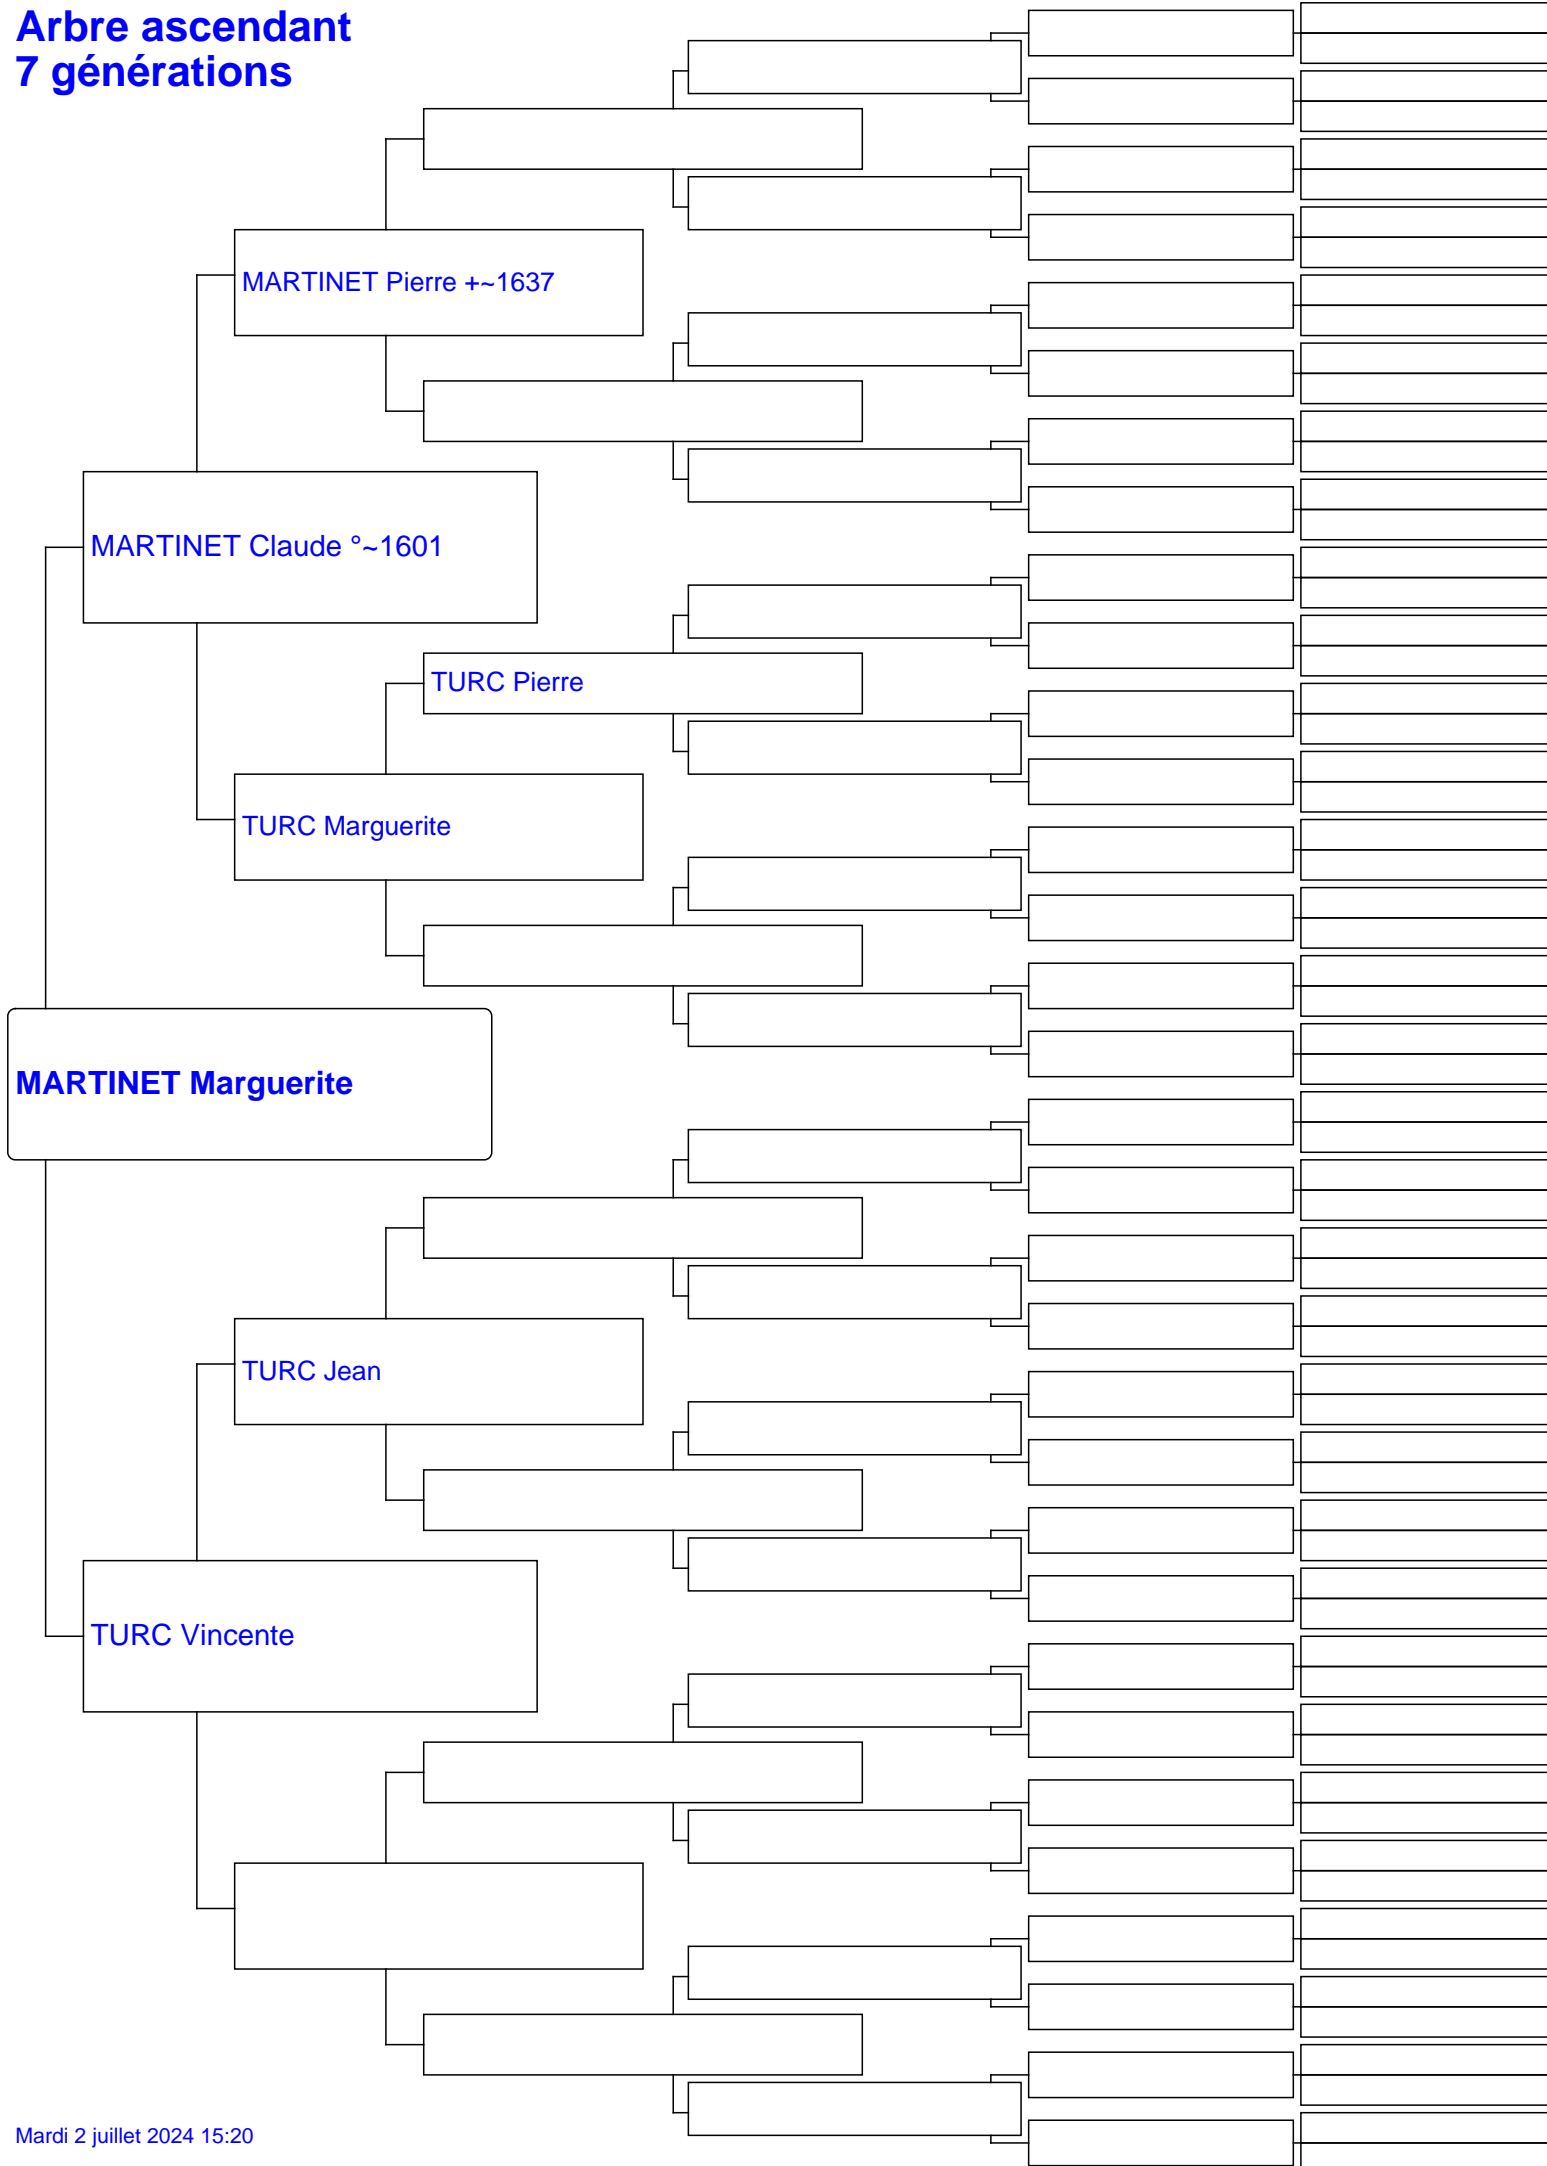 Arbre ascendant
7 générations
MARTINET Pierre +~1637
MARTINET Claude °~1601
TURC Pierre
TURC Marguerite
MARTINET Marguerite
TURC Jean
TURC Vincente
Mardi 2 juillet 2024 15:20